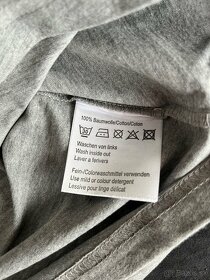 100% Baumwolle/Cotton/Coton
Waschen von links
Wash inside out
Laver à l'envers
Fein-/Colorwaschmittel verwenden
Use mild or colour detergent
Lessive pour linge délicat